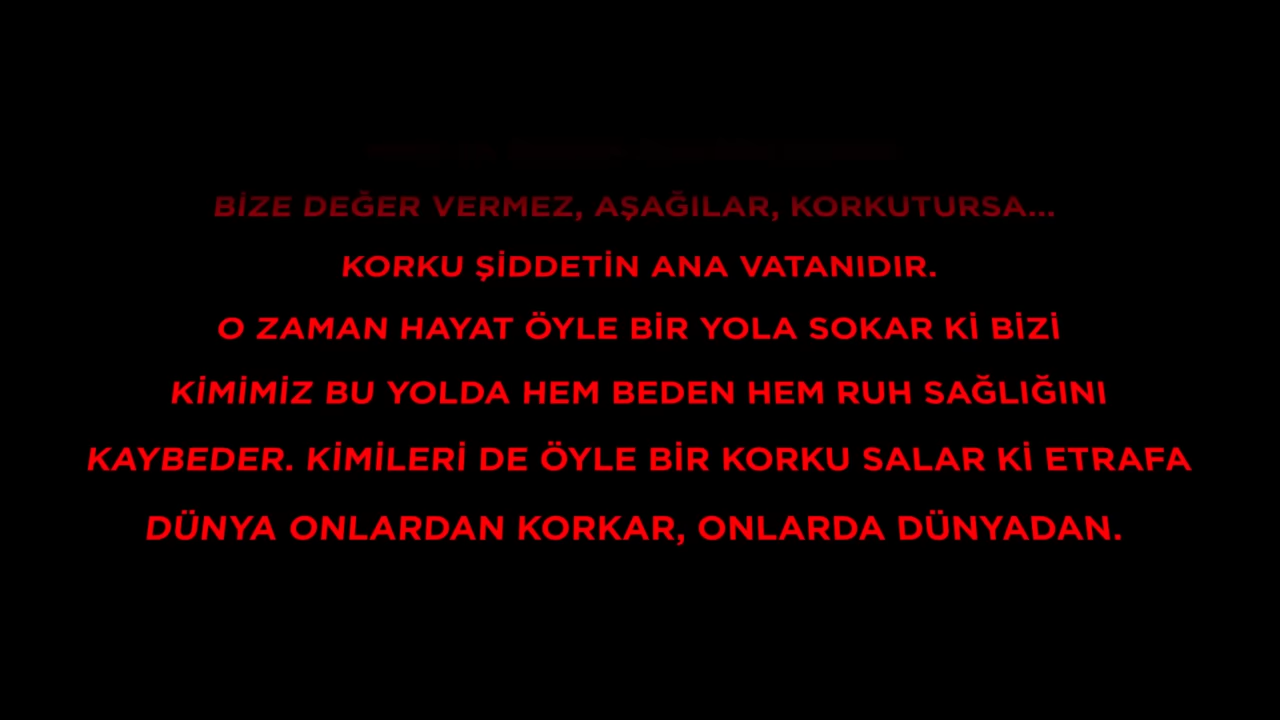 BİZE DEĞER VERMEZ, AŞAĞILAR, KORKUTURSA...
KORKU ŞİDDETİN ANA VATANIDIR.
O ZAMAN HAYAT ÖYLE BİR YOLA SOKAR Kİ BİZİ
KİMİMİZ BU YOLDA HEM BEDEN HEM RUH SAĞLIĞINI
KAYBEDER. KİMİLERİ DE ÖYLE BİR KORKU SALAR Kİ ETRAFA
DÜNYA ONLARDAN KORKAR, ONLARDA DÜNYADAN.